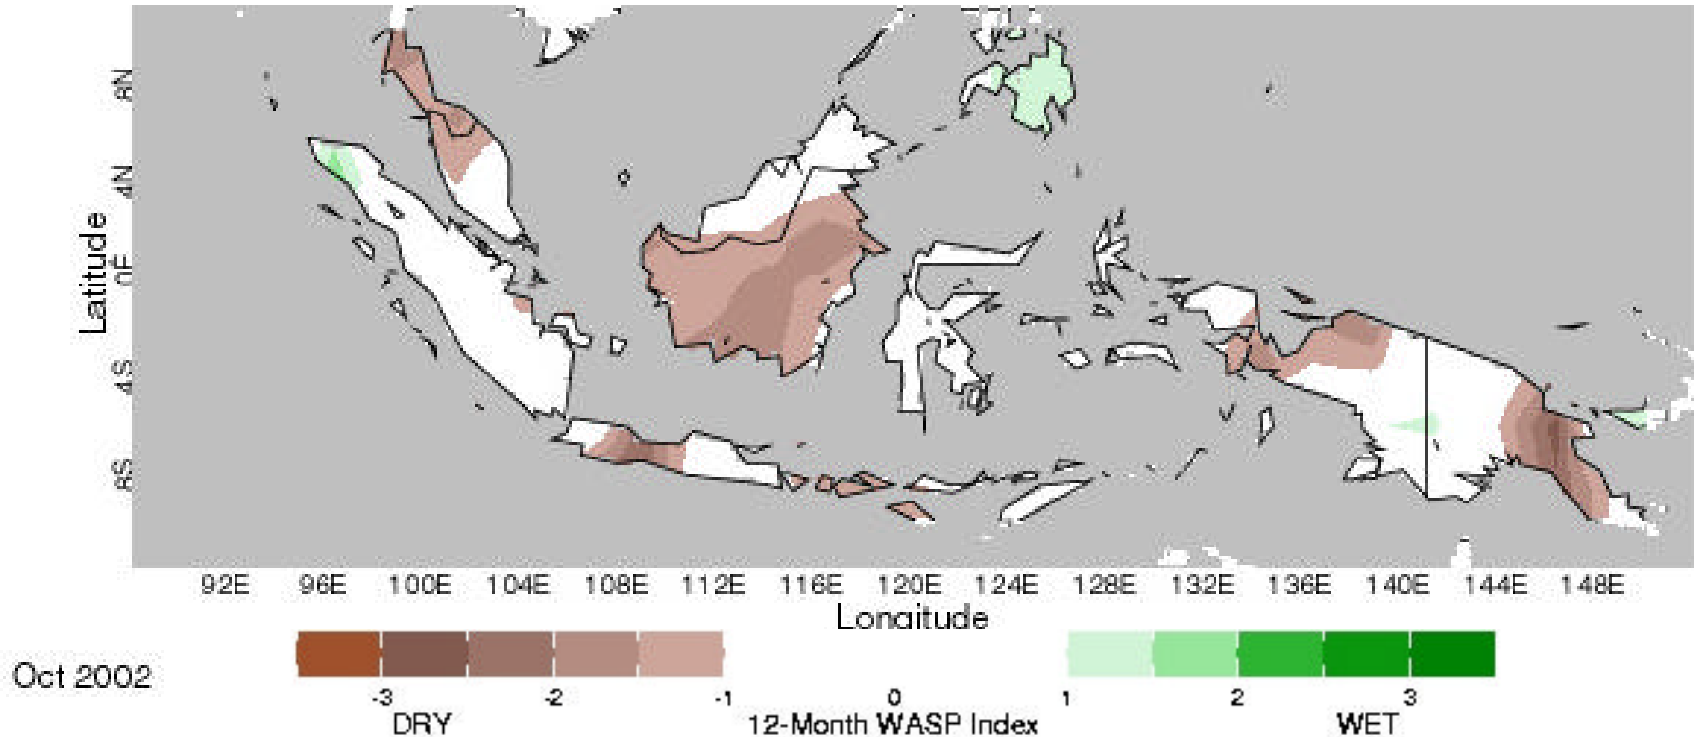 8N
4N
0E
4S
8S
Latitude
92E 96E 100E 104E 108E 112E 116E 120E 124E 128E 132E 136E 140E 144E 148E
Longitude
Oct 2002
-3 -2 -1 0 1 2 3
DRY 12-Month WASP Index WET